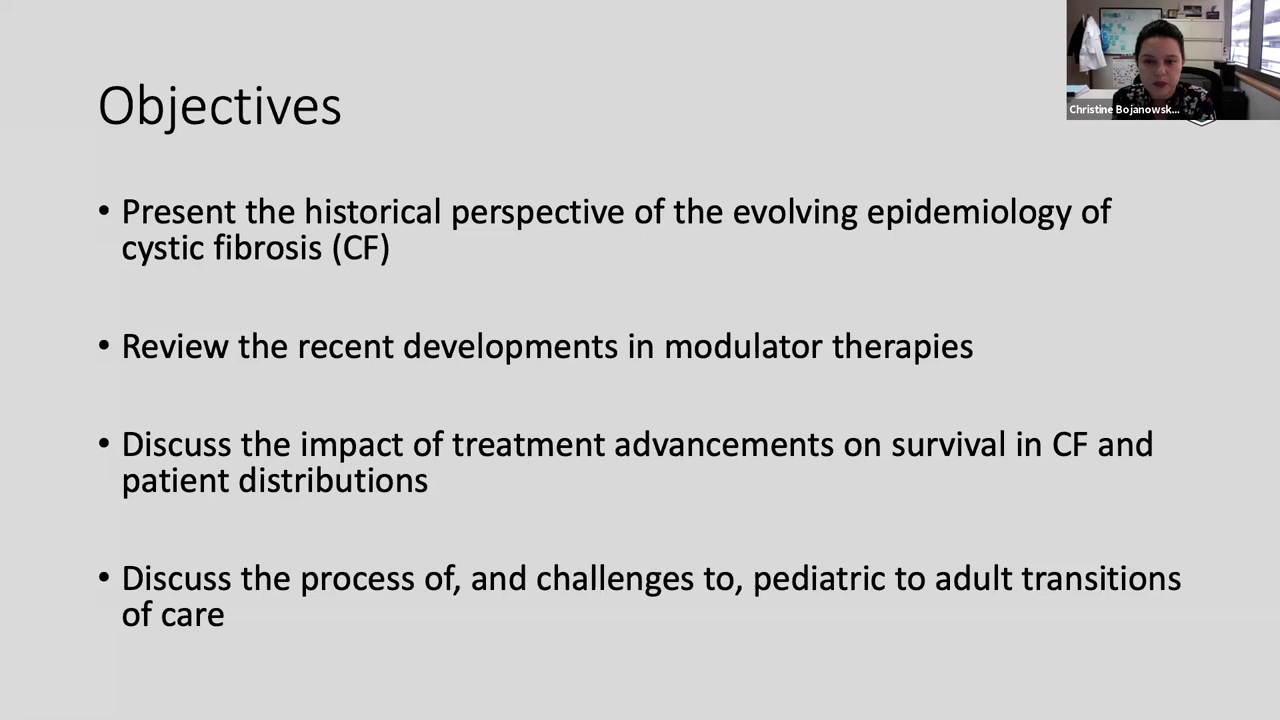 Objectives
Christine Bojanowsk...
• Present the historical perspective of the evolving epidemiology of
cystic fibrosis (CF)
• Review the recent developments in modulator therapies
• Discuss the impact of treatment advancements on survival in CF and
patient distributions
• Discuss the process of, and challenges to, pediatric to adult transitions
of care